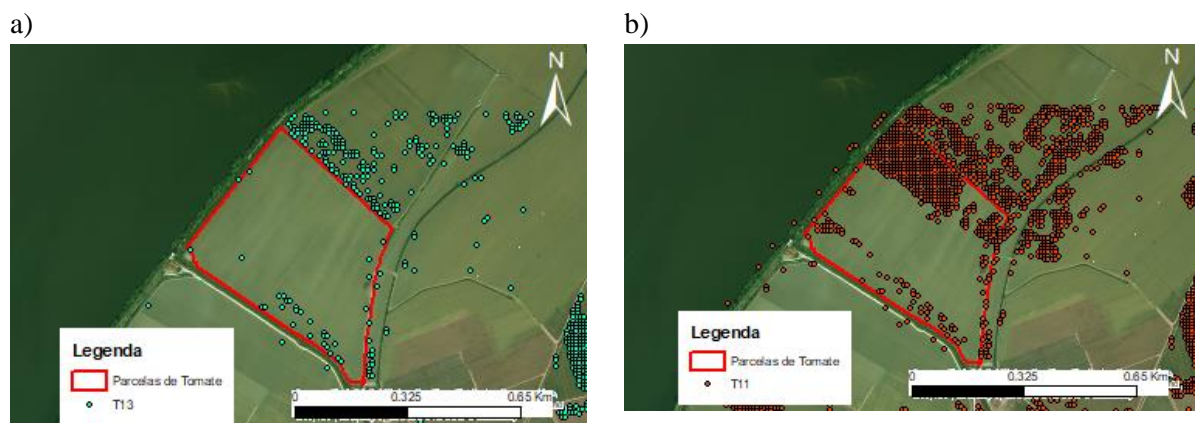 a)
b)
N
Legenda
Parcelas de Tomate
T13
0.325
0.65 Km
N
Legenda
Parcelas de Tomate
T11
0
0.325
0.65 Km